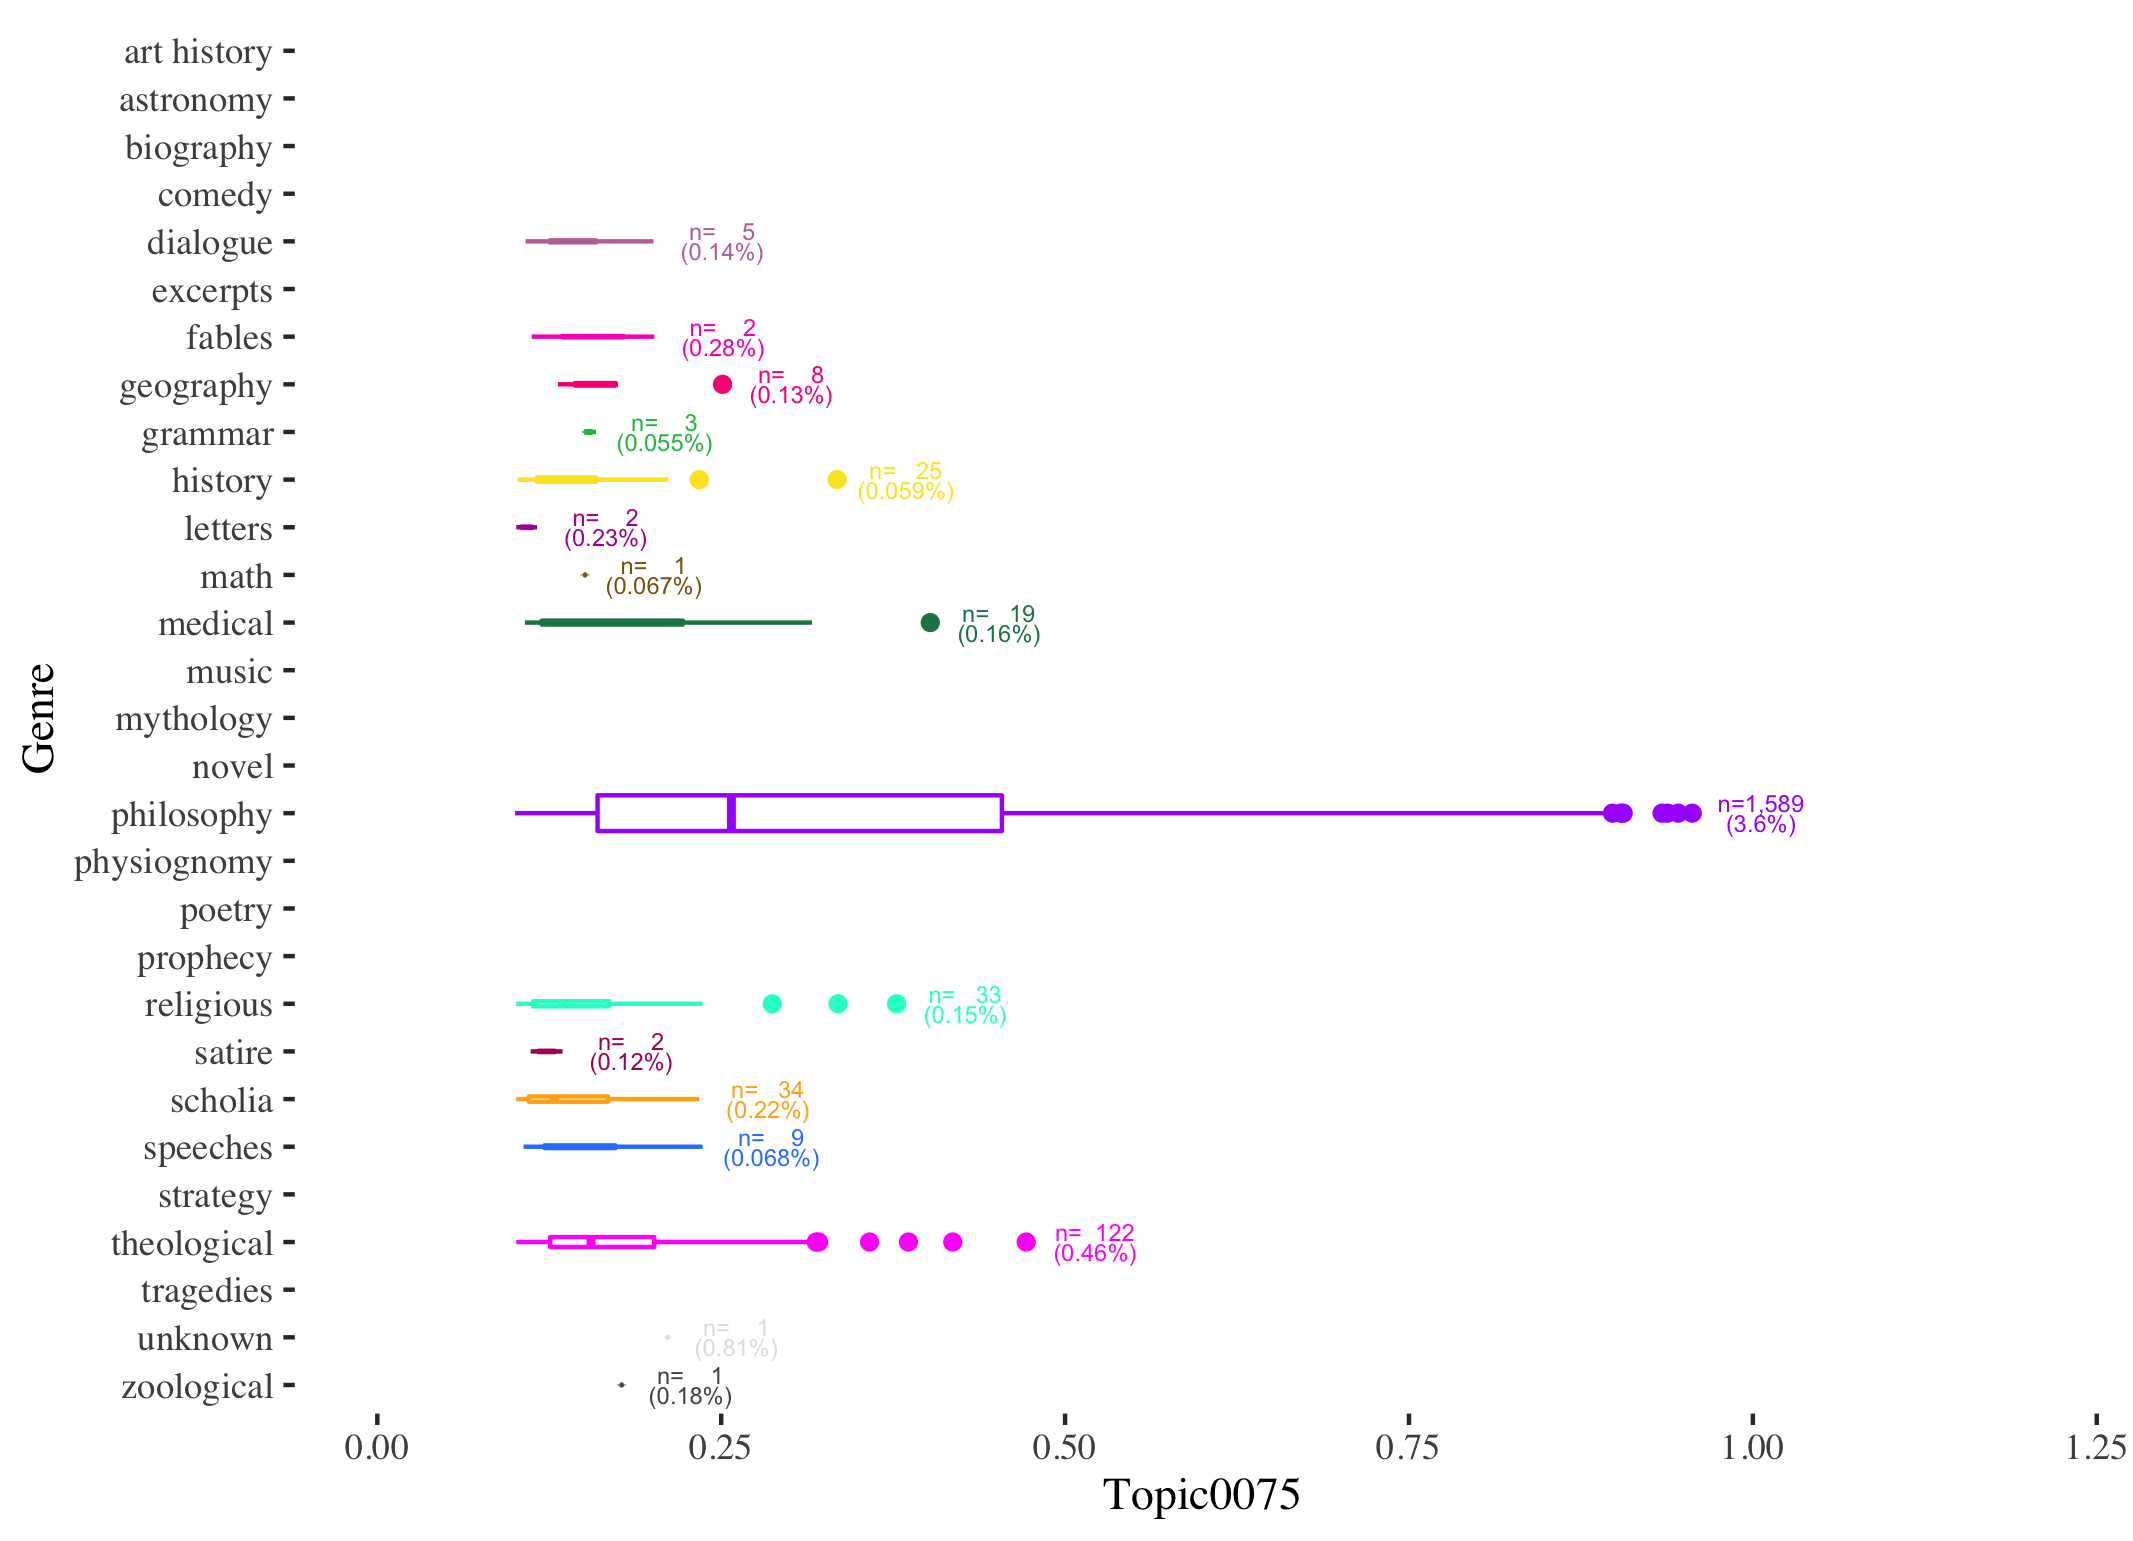 art history
astronomy
biography
comedy
dialogue
n= 5
(0.14%)
excerpts
fables
n= 2
(0.28%)
geography
n= 8
(0.13%)
grammar
n= 3
(0.055%)
history
n= 25
(0.059%)
letters
n= 2
(0.23%)
math
n= 1
(0.067%)
medical
n= 19
(0.16%)
music
mythology
novel
philosophy
n=1,589
(3.6%)
physiognomy
poetry
prophecy
religious
n= 33
(0.15%)
satire
n= 2
(0.12%)
scholia
n= 34
(0.22%)
speeches
n= 9
(0.068%)
strategy
theological
n= 122
(0.46%)
tragedies
unknown
n= 1
(0.81%)
zoological
n= 1
(0.18%)
Genre
0.00 0.25 0.50 0.75 1.00 1.25
Topic0075